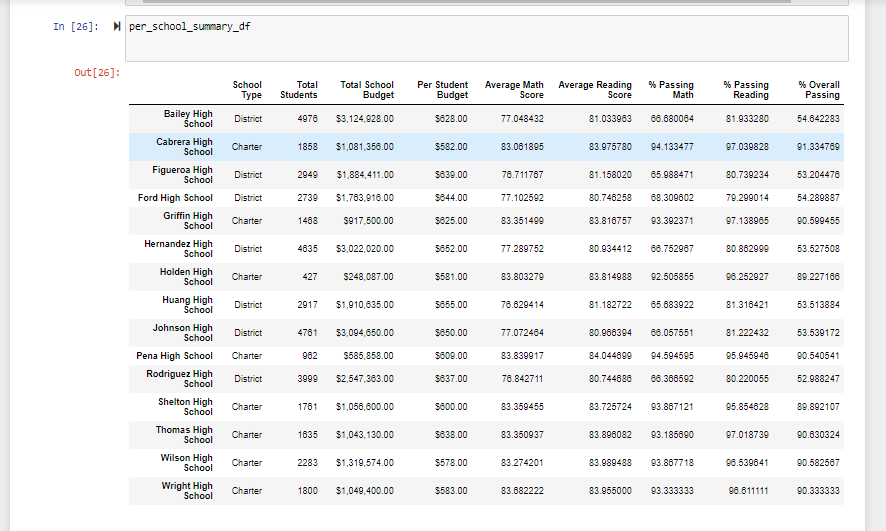 In [26]: per_school_summary_df
Out[26]:
School Type Total Students Total School Budget Per Student Budget Average Math Score Average Reading Score % Passing Math % Passing Reading % Overall Passing
Bailey High School District 4976 $3,124,928.00 $628.00 77.048432 81.033963 66.680064 81.933280 54.642283
Cabrera High School Charter 1858 $1,081,356.00 $582.00 83.061895 83.975780 94.133477 97.039828 91.334769
Figueroa High School District 2949 $1,884,411.00 $639.00 76.711767 81.158020 65.988471 80.739234 53.204476
Ford High School District 2739 $1,763,916.00 $644.00 77.102592 80.746258 68.309602 79.299014 54.289887
Griffin High School Charter 1468 $917,500.00 $625.00 83.351499 83.816757 93.392371 97.138965 90.599455
Hernandez High School District 4635 $3,022,020.00 $652.00 77.289752 80.934412 66.752967 80.862999 53.527508
Holden High School Charter 427 $248,087.00 $581.00 83.803279 83.814988 92.505855 96.252927 89.227166
Huang High School District 2917 $1,910,635.00 $655.00 76.629414 81.182722 65.683922 81.316421 53.513884
Johnson High School District 4761 $3,094,650.00 $650.00 77.072464 80.966394 66.057551 81.222432 53.539172
Pena High School Charter 962 $585,858.00 $609.00 83.839917 84.044699 94.594595 95.945946 90.540541
Rodriguez High School District 3999 $2,547,363.00 $637.00 76.842711 80.744686 66.366592 80.220055 52.988247
Shelton High School Charter 1761 $1,056,600.00 $600.00 83.359455 83.725724 93.867121 95.854628 89.892107
Thomas High School Charter 1635 $1,043,130.00 $638.00 83.350937 83.896082 93.185690 97.018739 90.630324
Wilson High School Charter 2283 $1,319,574.00 $578.00 83.274201 83.989488 93.867718 96.539641 90.582567
Wright High School Charter 1800 $1,049,400.00 $583.00 83.682222 83.955000 93.333333 96.611111 90.333333